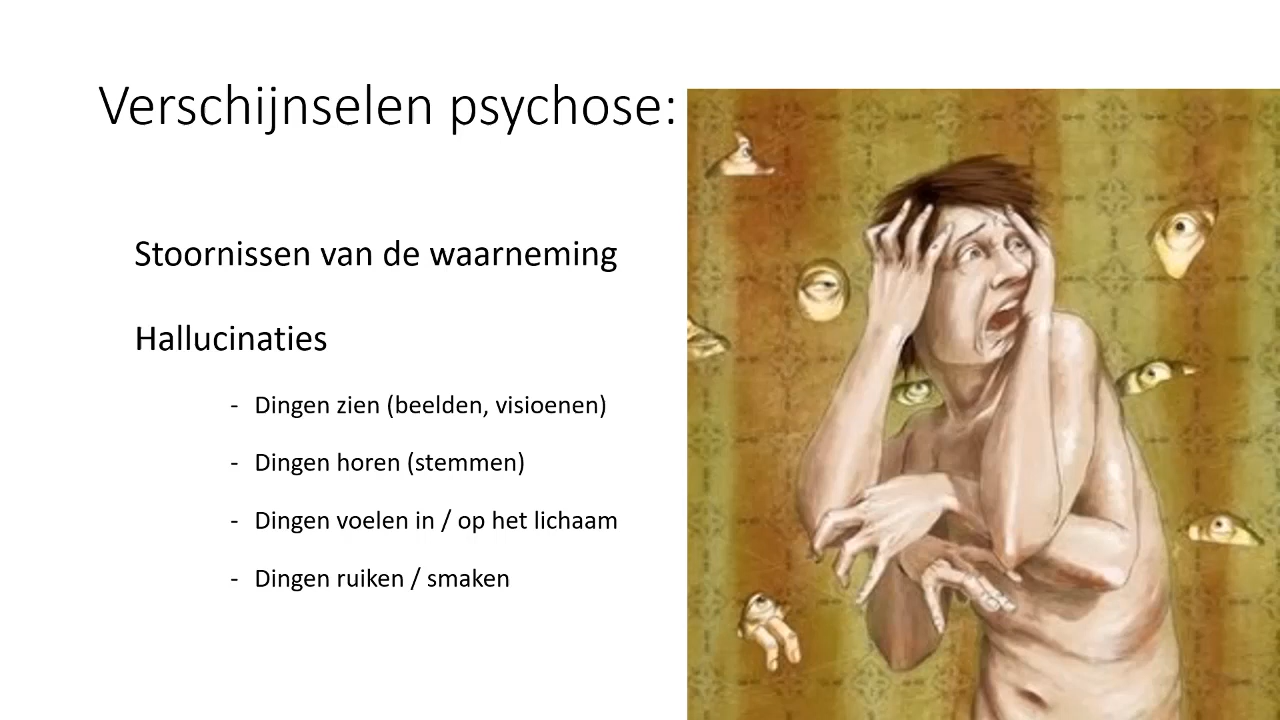 Verschijnselen psychose:
Stoornissen van de waarneming
Hallucinaties
- Dingen zien (beelden, visioenen)
- Dingen horen (stemmen)
- Dingen voelen in / op het lichaam
- Dingen ruiken / smaken